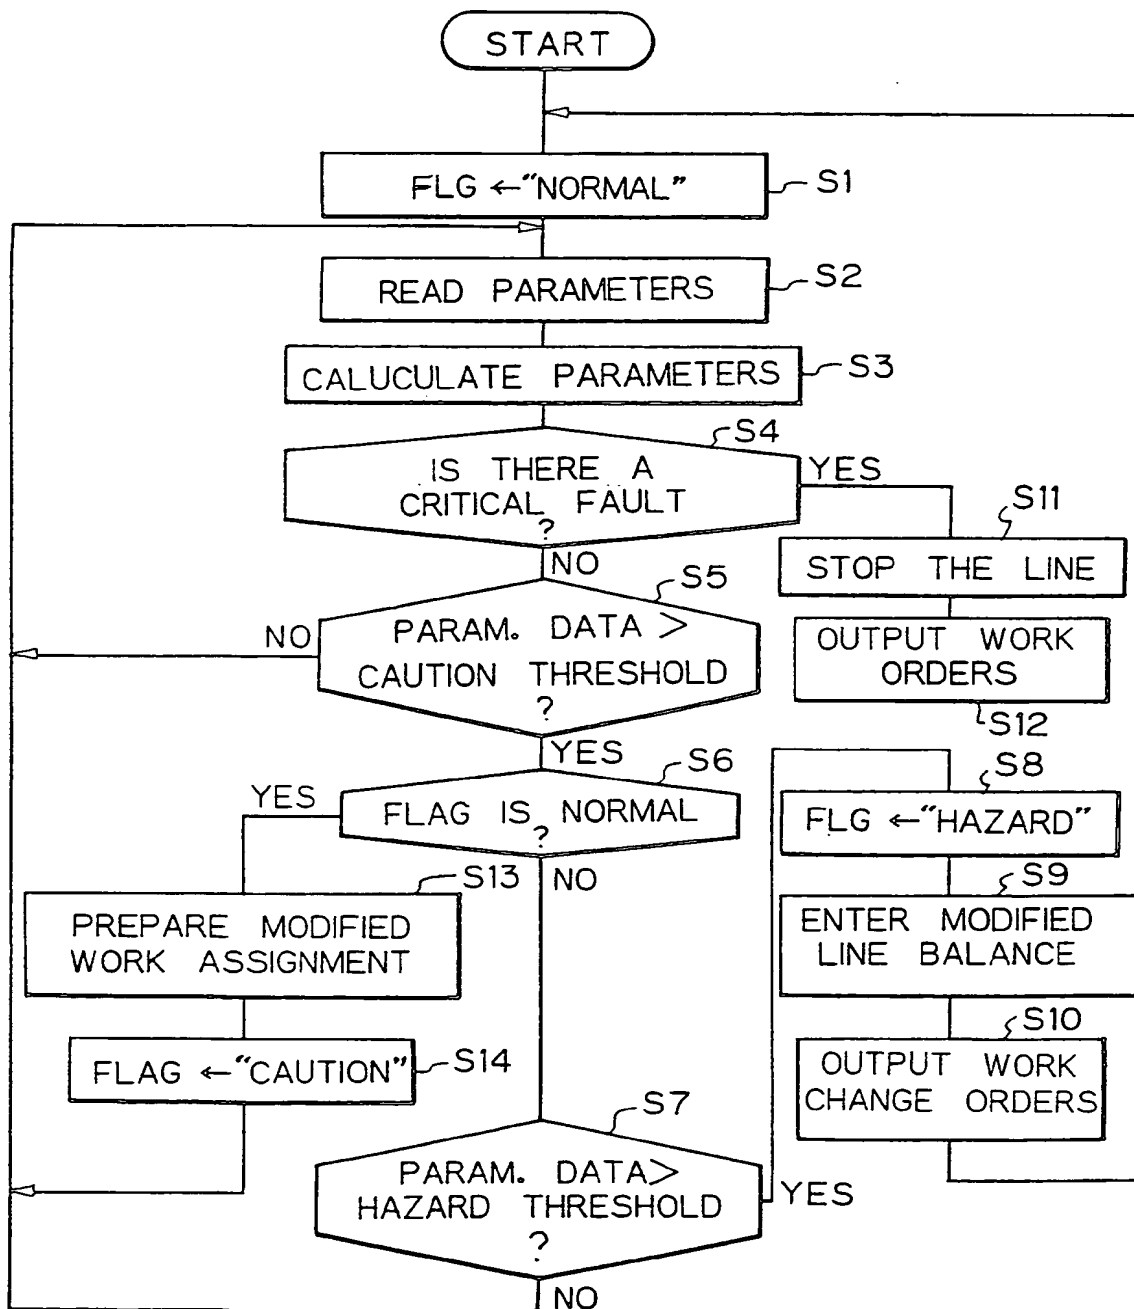 START
FLG ←"NORMAL"
S1
READ PARAMETERS
S2
CALUCULATE PARAMETERS
S3
S4
IS THERE A
CRITICAL FAULT
?
YES
NO
S11
STOP THE LINE
OUTPUT WORK
ORDERS
S12
S5
PARAM. DATA >
CAUTION THRESHOLD
?
NO
YES
S6
FLAG IS NORMAL
?
YES
NO
S8
FLG ←"HAZARD"
S9
ENTER MODIFIED
LINE BALANCE
S10
OUTPUT WORK
CHANGE ORDERS
S13
PREPARE MODIFIED
WORK ASSIGNMENT
FLAG ←"CAUTION"
S14
S7
PARAM. DATA>
HAZARD THRESHOLD
?
YES
NO